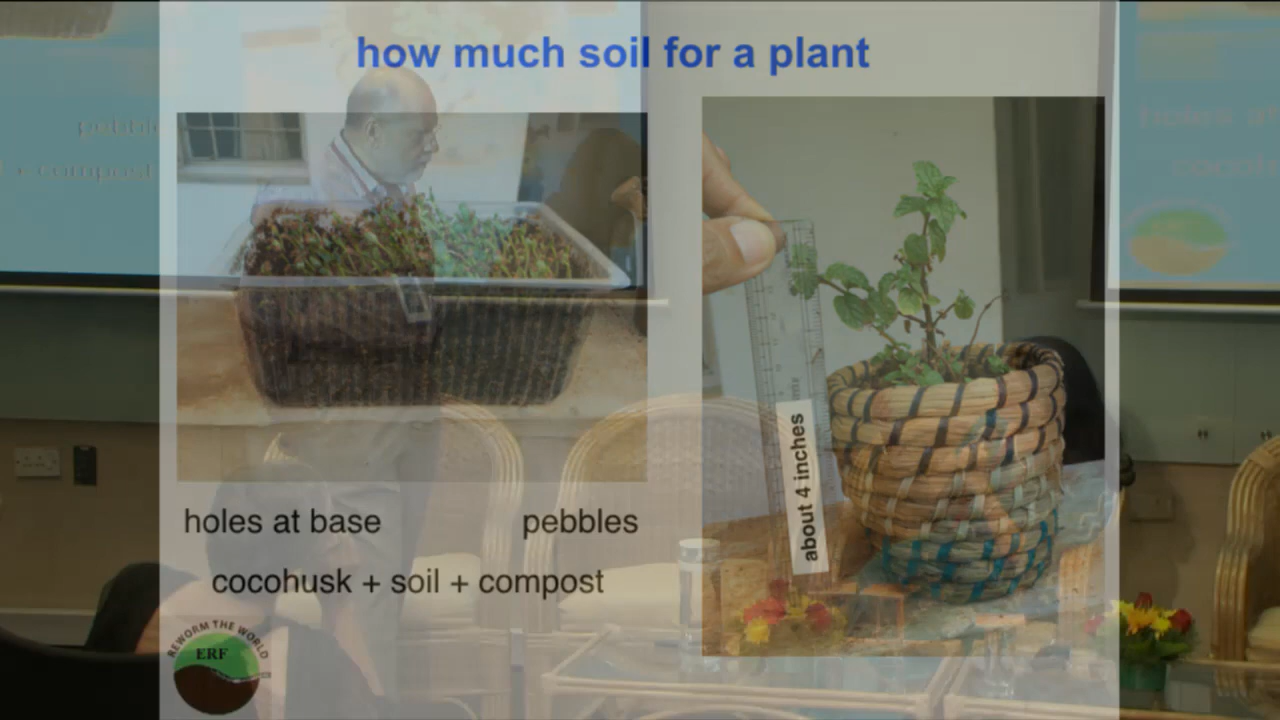 how much soil for a plant
about 4 inches
holes at base
pebbles
cocohusk + soil + compost
REWORM THE WORLD
ERF
+ compost